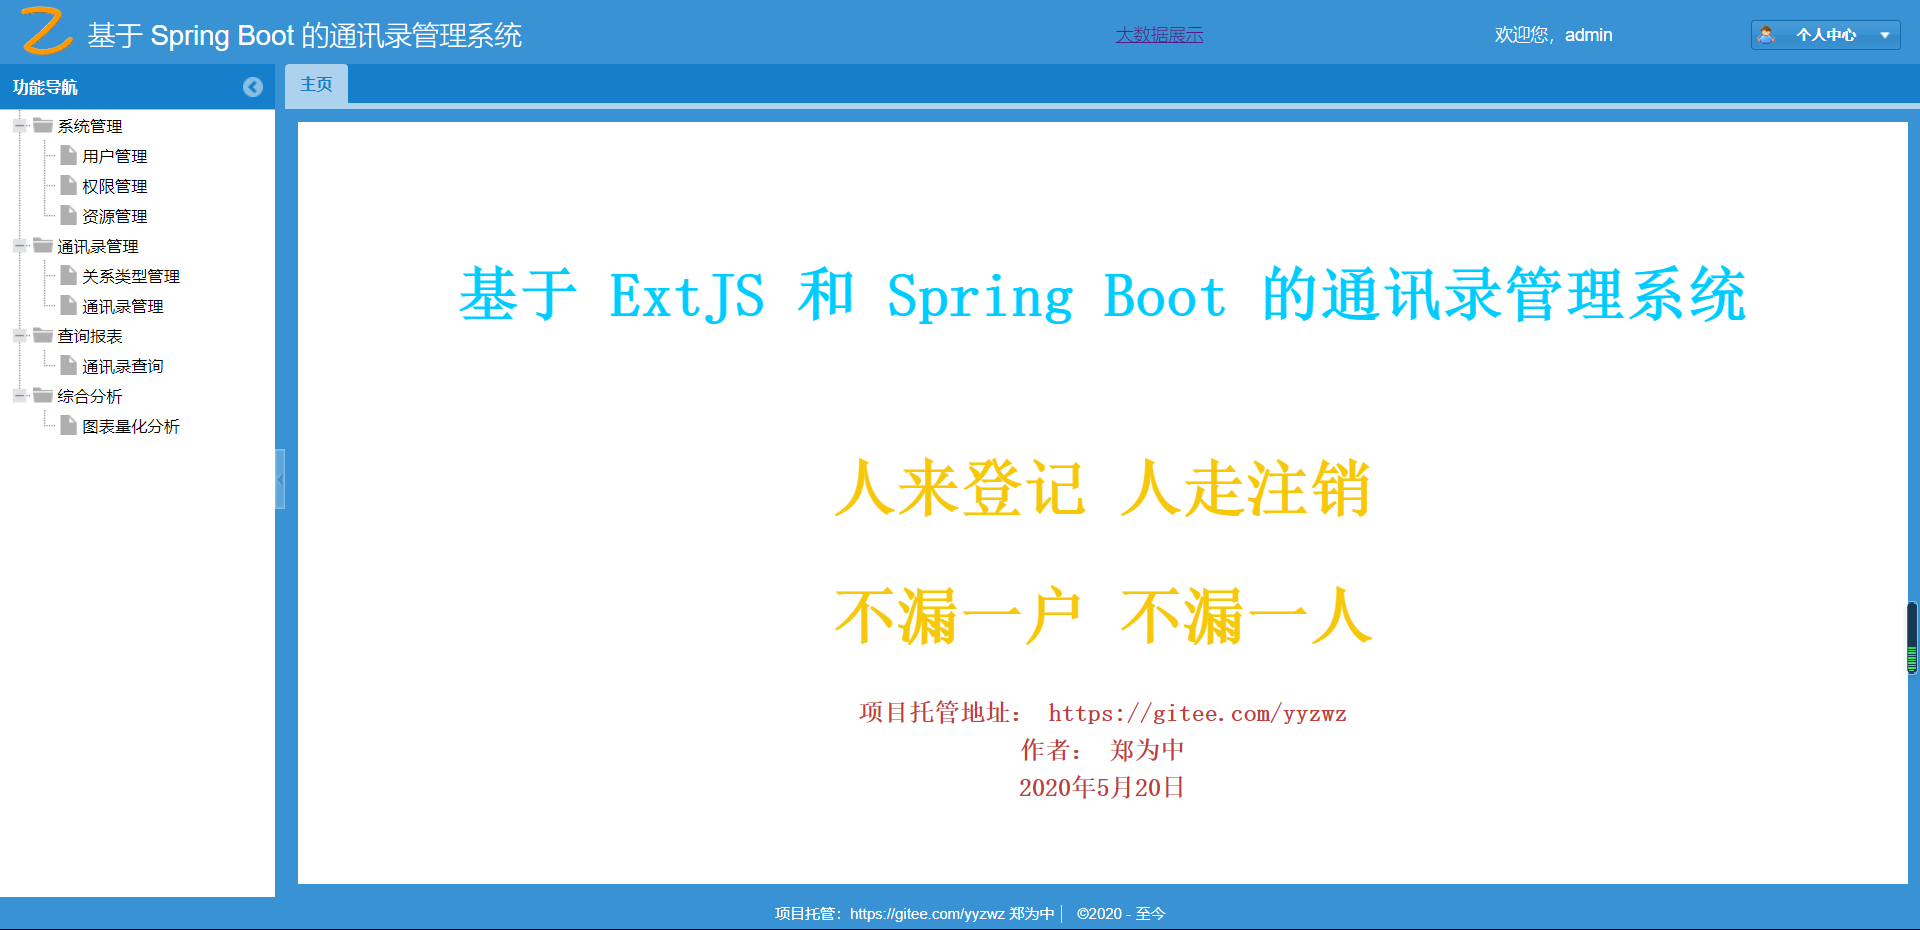 基于 Spring Boot 的通讯录管理系统
大数据展示
欢迎您，admin
个人中心
功能导航
主页
系统管理
用户管理
权限管理
资源管理
通讯录管理
关系类型管理
通讯录管理
查询报表
通讯录查询
综合分析
图表量化分析
基于 ExtJS 和 Spring Boot 的通讯录管理系统
人来登记 人走注销
不漏一户 不漏一人
项目托管地址： https://gitee.com/yyzwz
作者： 郑为中
2020年5月20日
项目托管：https://gitee.com/yyzwz 郑为中│ ©2020 - 至今